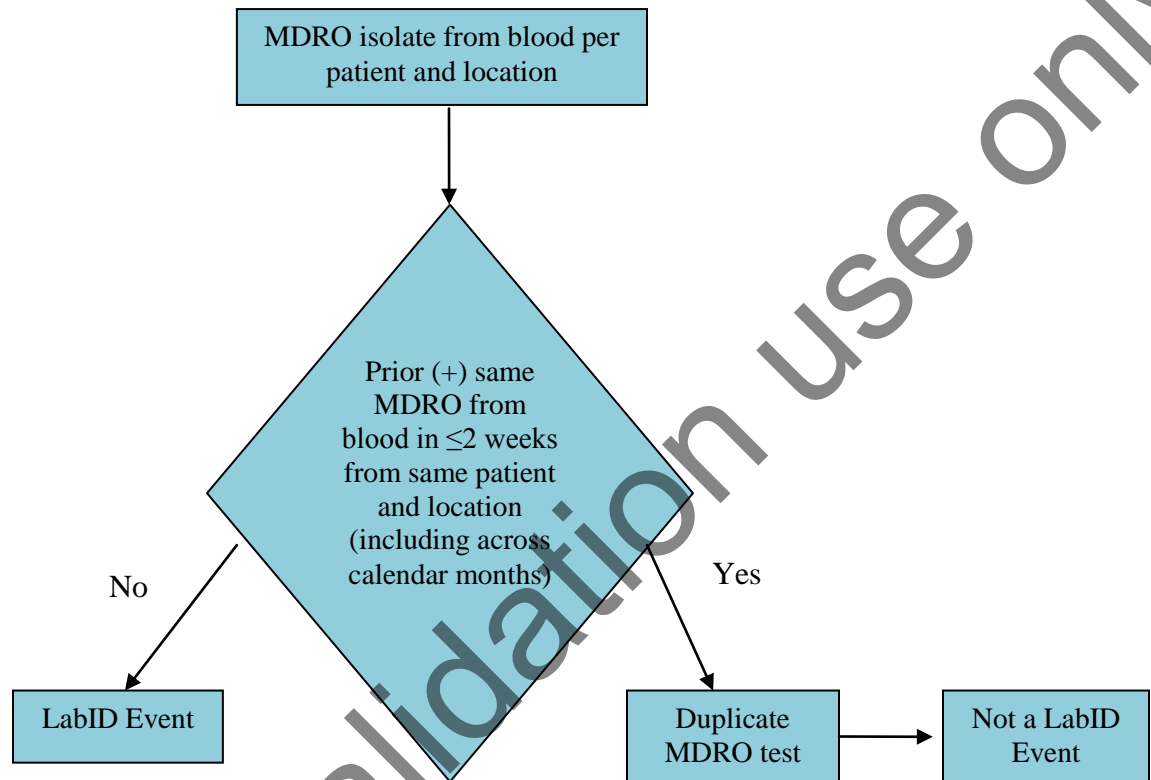 MDRO isolate from blood per
patient and location
Prior (+) same
MDRO from
blood in ≤2 weeks
from same patient
and location
(including across
calendar months)
No
Yes
LabID Event
Duplicate
MDRO test
Not a LabID
Event
alidation use only